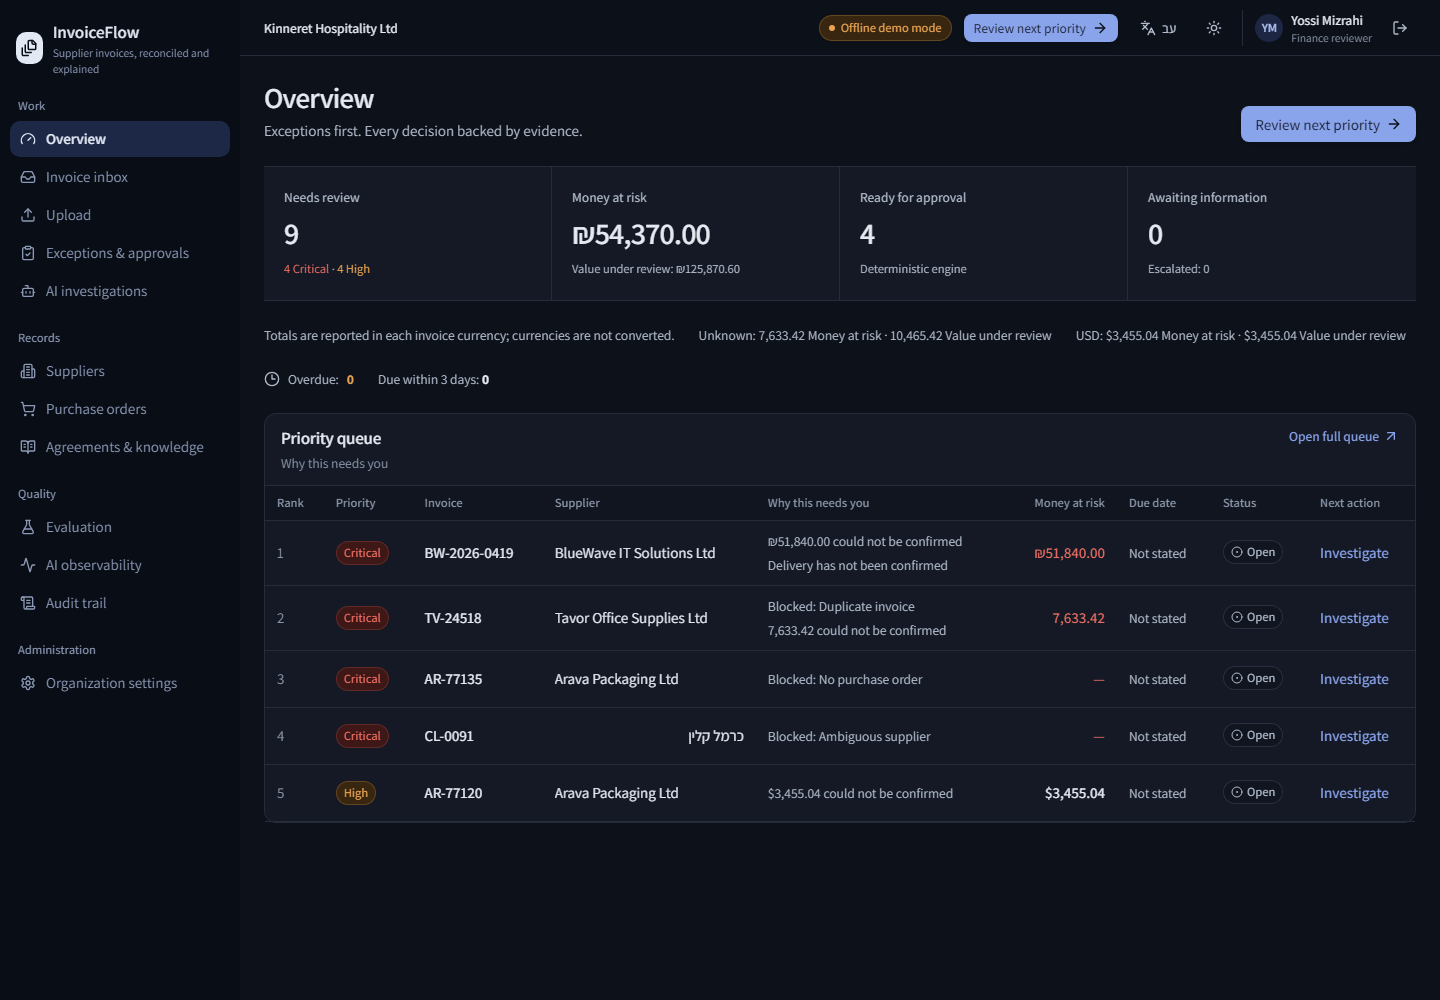 InvoiceFlow
Supplier invoices, reconciled and
explained
Work
Overview
Invoice inbox
Upload
Exceptions & approvals
AI investigations
Records
Suppliers
Purchase orders
Agreements & knowledge
Quality
Evaluation
AI observability
Audit trail
Administration
Organization settings
Kinneret Hospitality Ltd
Offline demo mode
Review next priority
עב
YM
Yossi Mizrahi
Finance reviewer
Overview
Exceptions first. Every decision backed by evidence.
Review next priority
Needs review
9
4 Critical · 4 High
Money at risk
₪54,370.00
Value under review: ₪125,870.60
Ready for approval
4
Deterministic engine
Awaiting information
0
Escalated: 0
Totals are reported in each invoice currency; currencies are not converted. Unknown: 7,633.42 Money at risk · 10,465.42 Value under review USD: $3,455.04 Money at risk · $3,455.04 Value under review
Overdue: 0 Due within 3 days: 0
Priority queue
Why this needs you
Open full queue
Rank Priority Invoice Supplier Why this needs you Money at risk Due date Status Next action
1 Critical BW-2026-0419 BlueWave IT Solutions Ltd ₪51,840.00 could not be confirmed
Delivery has not been confirmed
₪51,840.00 Not stated Open Investigate
2 Critical TV-24518 Tavor Office Supplies Ltd Blocked: Duplicate invoice
7,633.42 could not be confirmed
7,633.42 Not stated Open Investigate
3 Critical AR-77135 Arava Packaging Ltd Blocked: No purchase order — Not stated Open Investigate
4 Critical CL-0091 כרמל קלין Blocked: Ambiguous supplier — Not stated Open Investigate
5 High AR-77120 Arava Packaging Ltd $3,455.04 could not be confirmed $3,455.04 Not stated Open Investigate